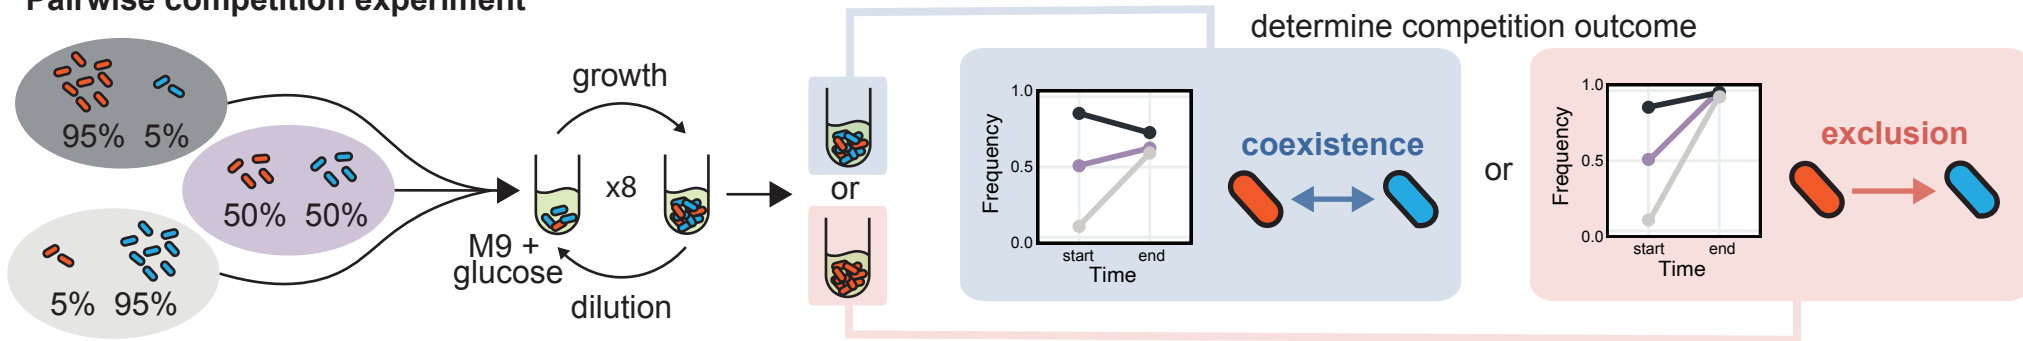 Pairwise competition experiment
95% 5%
50% 50%
5% 95%
growth
x8
M9 +
glucose
dilution
or
determine competition outcome
1.0
0.5
0.0
Frequency
start end
Time
coexistence
or
1.0
0.5
0.0
Frequency
start end
Time
exclusion